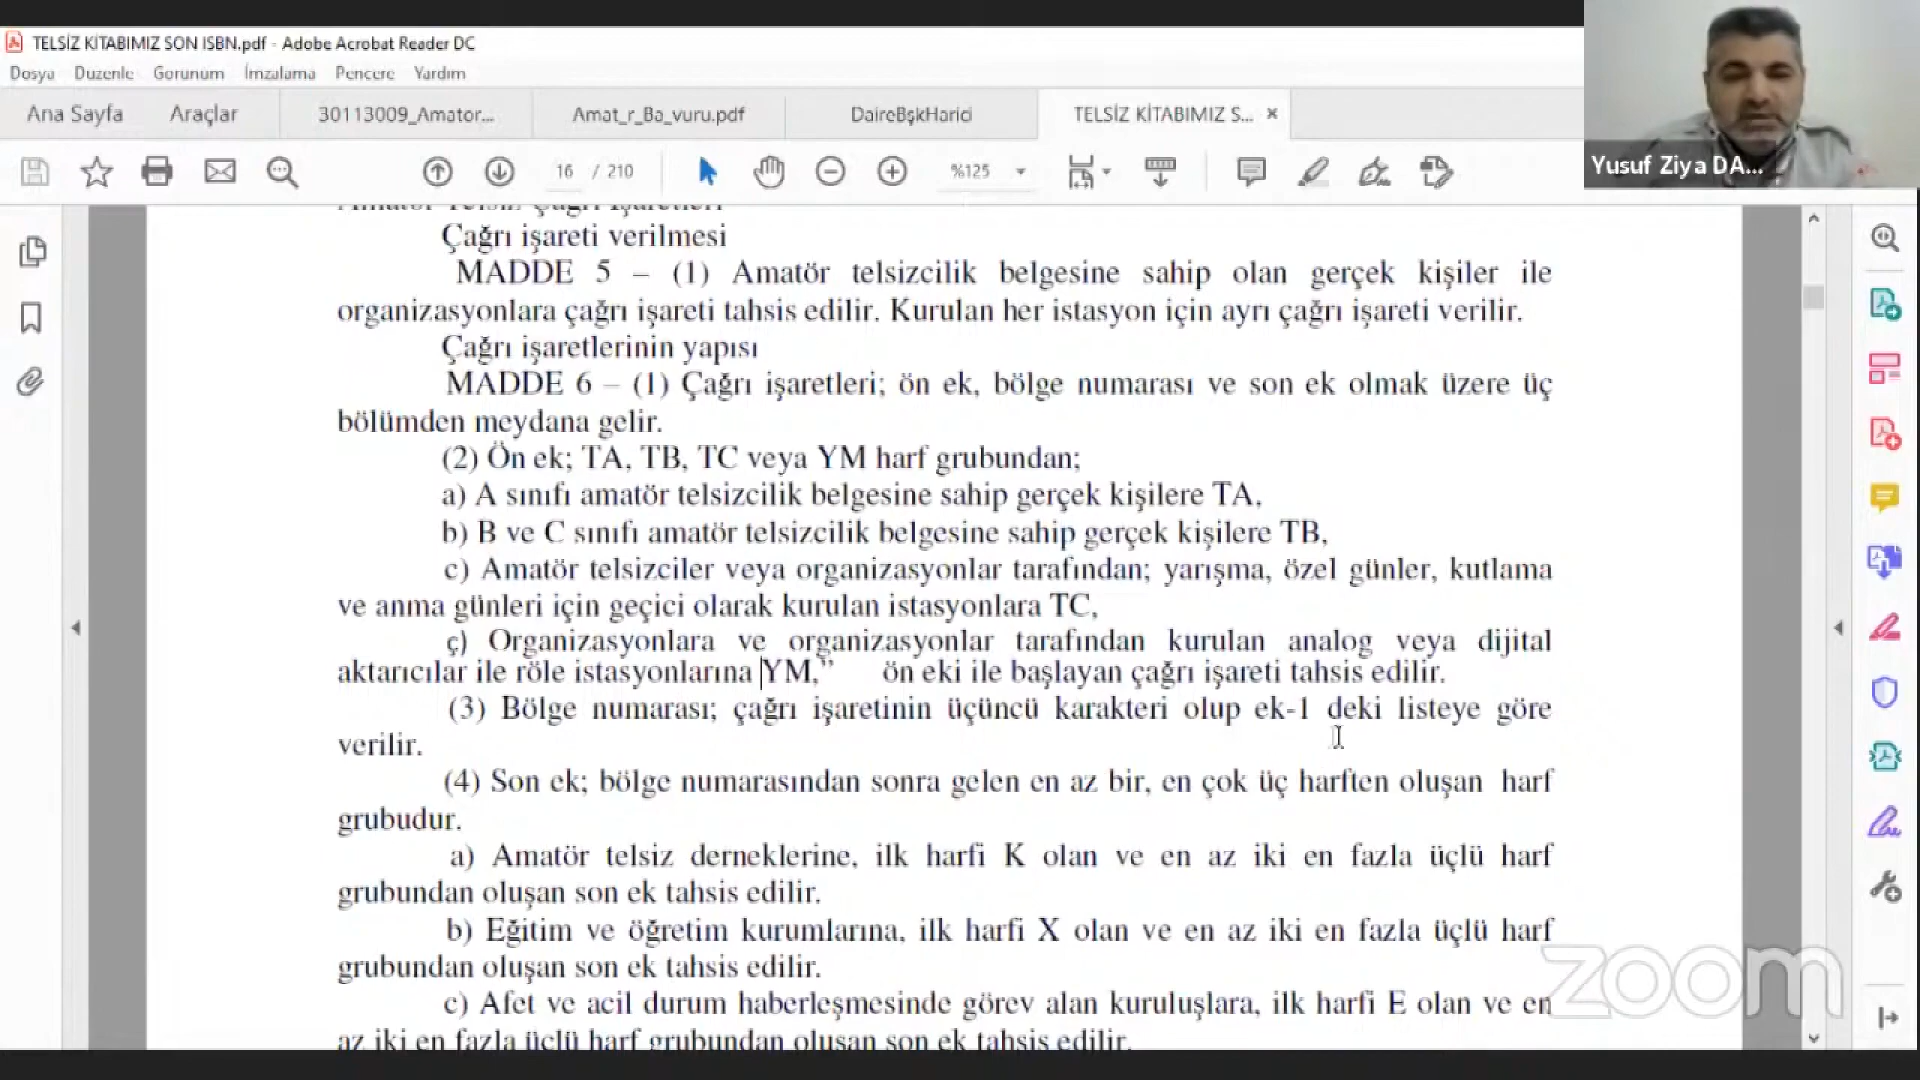 TELSİZ KİTABIMIZ SON ISBN.pdf - Adobe Acrobat Reader DC
Dosya Düzenle Görünüm İmzalama Pencere Yardım
Ana Sayfa Araçlar 30113009_Amator... Amat_r_Ba_vuru.pdf DaireBşkHarici TELSİZ KİTABIMIZ S... ×
16 / 210 %125
Yusuf Ziya DA...
Amatör Telsiz Çağrı İşaretleri
Çağrı işareti verilmesi
MADDE 5 – (1) Amatör telsizcilik belgesine sahip olan gerçek kişiler ile
organizasyonlara çağrı işareti tahsis edilir. Kurulan her istasyon için ayrı çağrı işareti verilir.
Çağrı işaretlerinin yapısı
MADDE 6 – (1) Çağrı işaretleri; ön ek, bölge numarası ve son ek olmak üzere üç
bölümden meydana gelir.
(2) Ön ek; TA, TB, TC veya YM harf grubundan;
a) A sınıfı amatör telsizcilik belgesine sahip gerçek kişilere TA,
b) B ve C sınıfı amatör telsizcilik belgesine sahip gerçek kişilere TB,
c) Amatör telsizciler veya organizasyonlar tarafından; yarışma, özel günler, kutlama
ve anma günleri için geçici olarak kurulan istasyonlara TC,
ç) Organizasyonlara ve organizasyonlar tarafından kurulan analog veya dijital
aktarıcılar ile röle istasyonlarına YM,” ön eki ile başlayan çağrı işareti tahsis edilir.
(3) Bölge numarası; çağrı işaretinin üçüncü karakteri olup ek-1 deki listeye göre
verilir.
(4) Son ek; bölge numarasından sonra gelen en az bir, en çok üç harften oluşan harf
grubudur.
a) Amatör telsiz derneklerine, ilk harfi K olan ve en az iki en fazla üçlü harf
grubundan oluşan son ek tahsis edilir.
b) Eğitim ve öğretim kurumlarına, ilk harfi X olan ve en az iki en fazla üçlü harf
grubundan oluşan son ek tahsis edilir.
c) Afet ve acil durum haberleşmesinde görev alan kuruluşlara, ilk harfi E olan ve en
az iki en fazla üçlü harf grubundan oluşan son ek tahsis edilir.
zoom